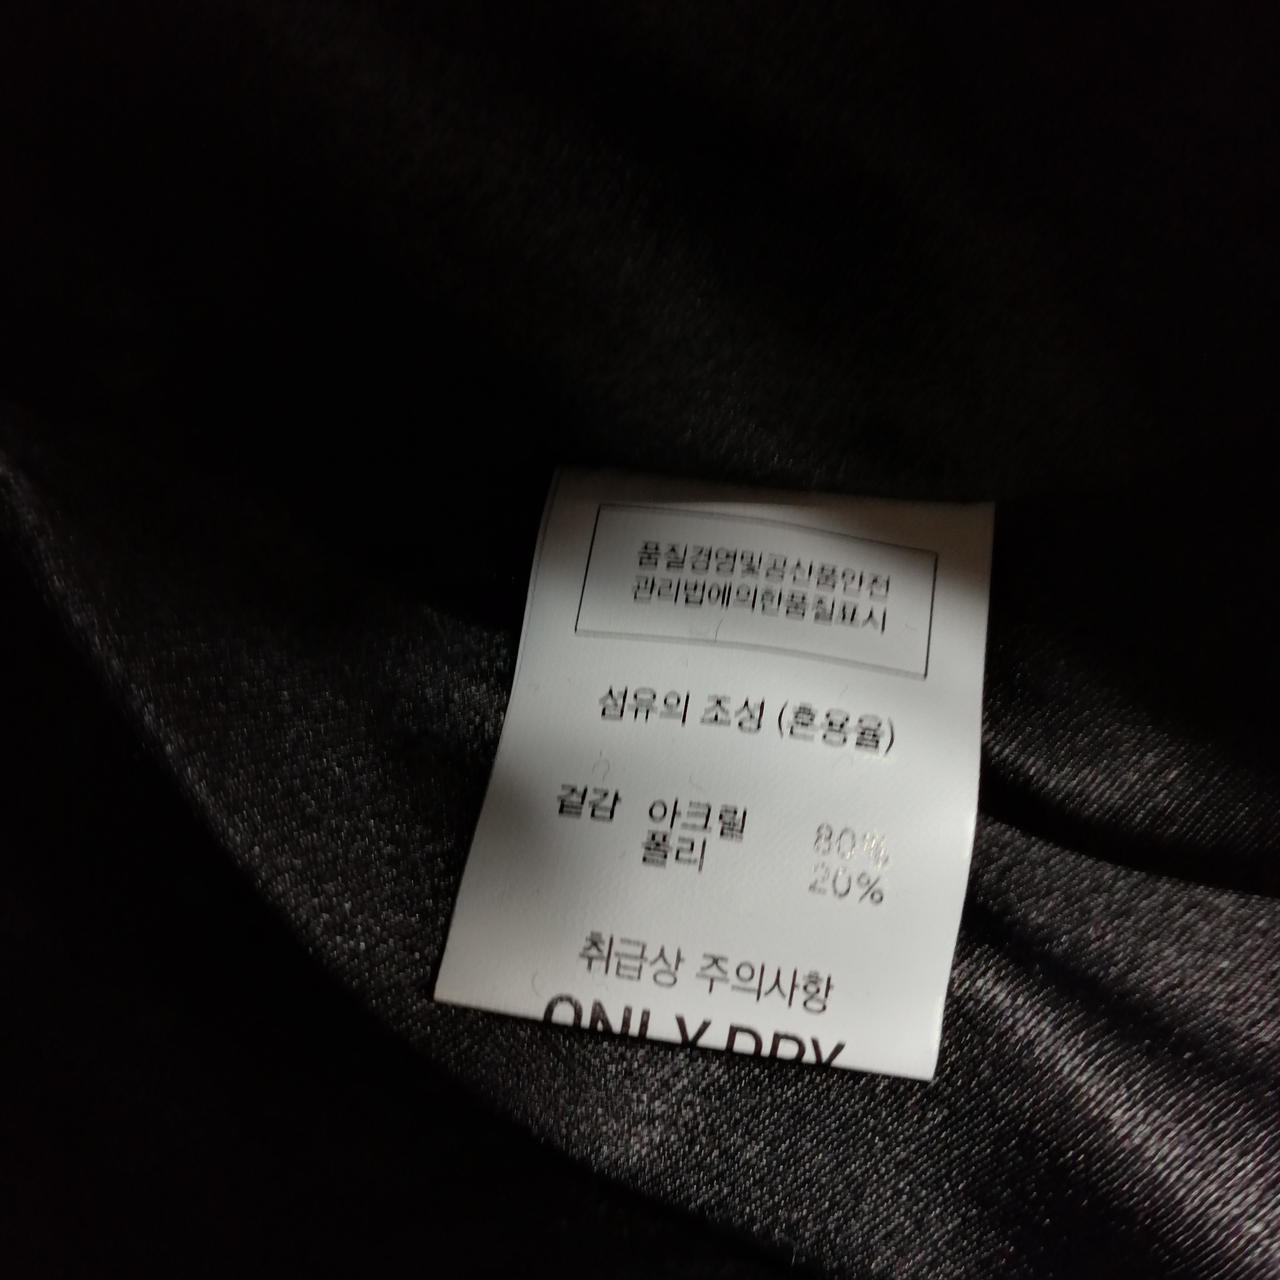 품질경영및공산품안전
관리법에의한품질표시
섬유의 조성 (혼용율)
겉감 아크릴 80%
폴리 20%
취급상 주의사항
ONLY DRY